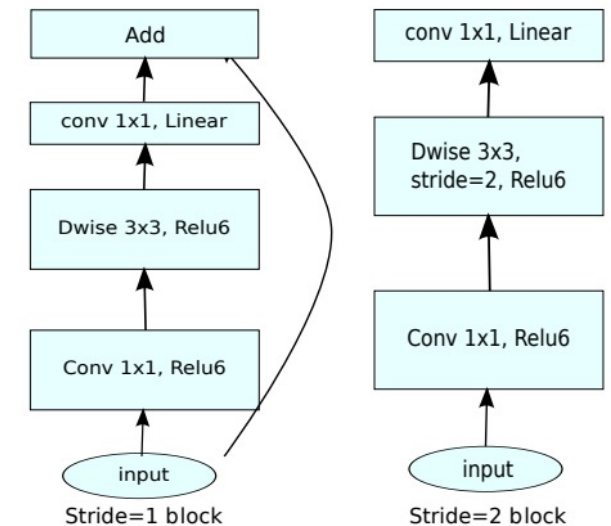 Add
conv 1x1, Linear
Dwise 3x3, Relu6
Conv 1x1, Relu6
input
Stride=1 block
conv 1x1, Linear
Dwise 3x3,
stride=2, Relu6
Conv 1x1, Relu6
input
Stride=2 block